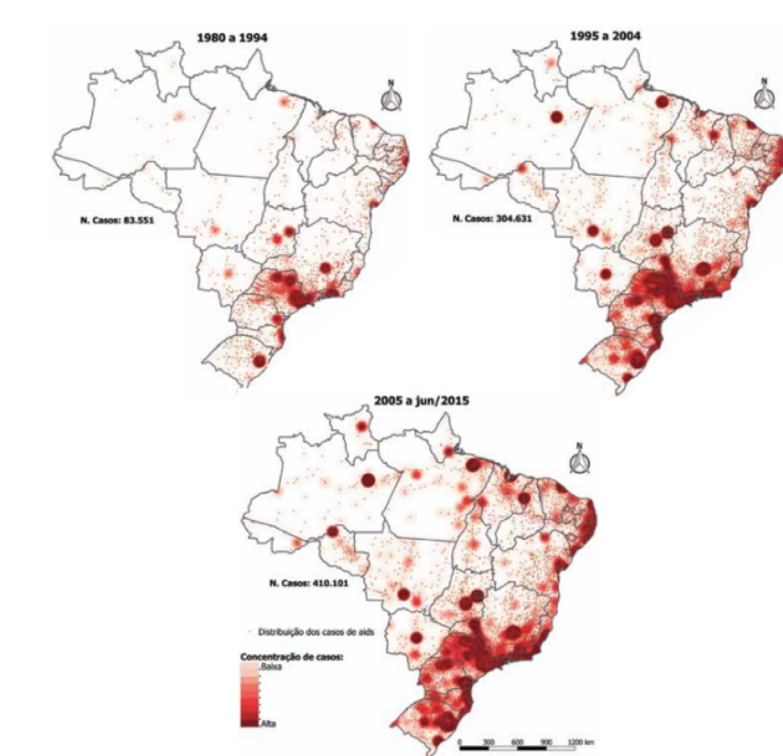 1980 a 1994
N
N. Casos: 83.551
1995 a 2004
N
N. Casos: 304.631
2005 a jun/2015
N
N. Casos: 410.101
Distribuição dos casos de aids
Concentração de casos:
Baixa
Alta
0 300 600 900 1200 km